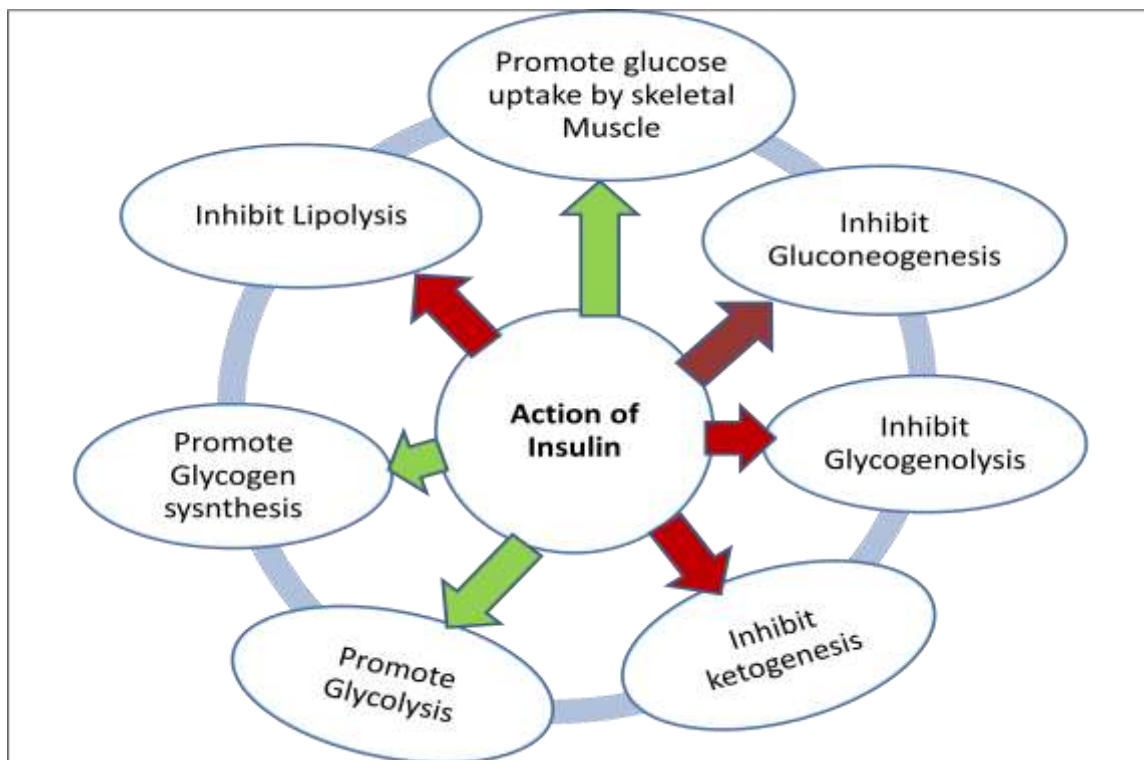 Promote glucose
uptake by skeletal
Muscle
Inhibit Lipolysis
Inhibit
Gluconeogenesis
Action of
Insulin
Inhibit
Glycogenolysis
Promote
Glycogen
sysnthesis
Inhibit
ketogenesis
Promote
Glycolysis